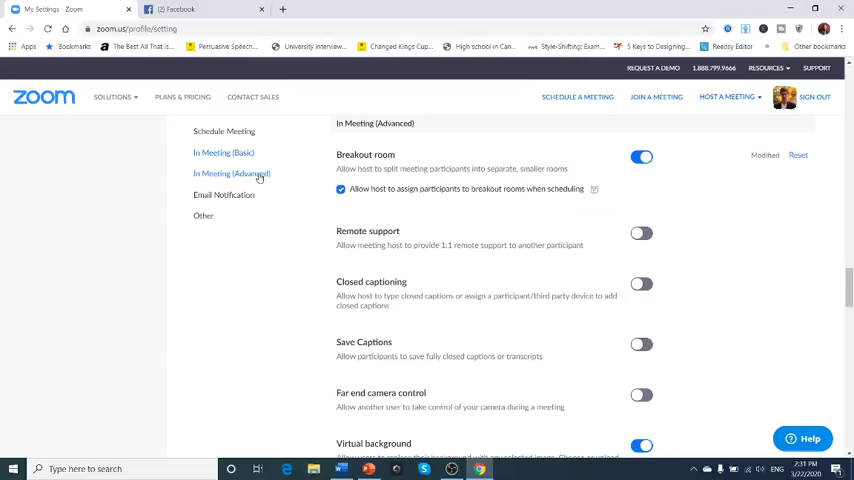 My Settings - Zoom
Facebook
zoom.us/profile/setting
Apps
Bookmarks
The Best All That Is...
Persuasive Speech...
University interview...
Changed Kings Cup...
High school in Can...
Style-Shifting: Exam...
5 Keys to Designing...
Reedsy Editor
Other bookmarks
REQUEST A DEMO 1.888.799.9666 RESOURCES SUPPORT
zoom SOLUTIONS PLANS & PRICING CONTACT SALES SCHEDULE A MEETING JOIN A MEETING HOST A MEETING SIGN OUT
Schedule Meeting
In Meeting (Basic)
In Meeting (Advanced)
Email Notification
Other
In Meeting (Advanced)
Breakout room
Modified Reset
Allow host to split meeting participants into separate, smaller rooms
Allow host to assign participants to breakout rooms when scheduling
Remote support
Allow meeting host to provide 1:1 remote support to another participant
Closed captioning
Allow host to type closed captions or assign a participant/third party device to add
closed captions
Save Captions
Allow participants to save fully closed captions or transcripts
Far end camera control
Allow another user to take control of your camera during a meeting
Virtual background
Help
Type here to search
ENG
2:31 PM
3/22/2020